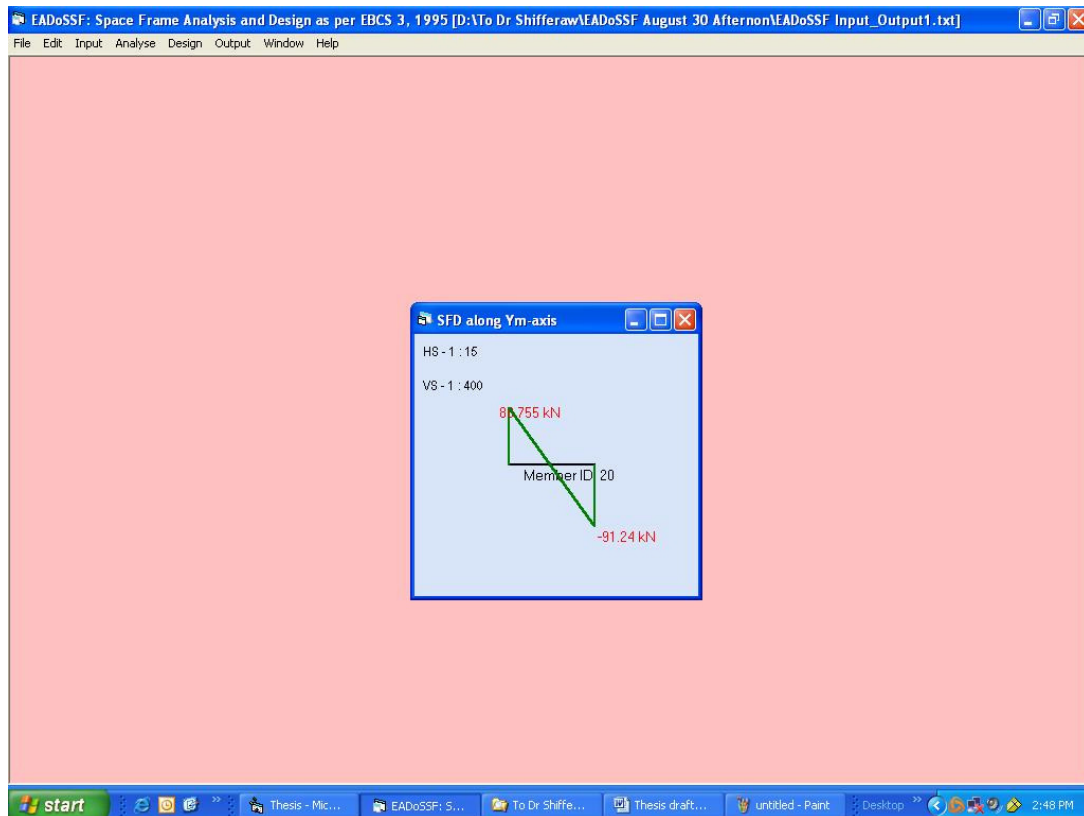 EADoSSF: Space Frame Analysis and Design as per EBCS 3, 1995 [D:\To Dr Shifferaw\EADoSSF August 30 Afternon\EADoSSF Input_Output1.txt]
File Edit Input Analyse Design Output Window Help
SFD along Ym-axis
HS - 1 : 15
VS - 1 : 400
kN
Member ID 20
-91.24 kN
start
Thesis - Mic...
EADoSSF: S...
To Dr Shiffe...
Thesis draft...
untitled - Paint
Desktop
2:48 PM